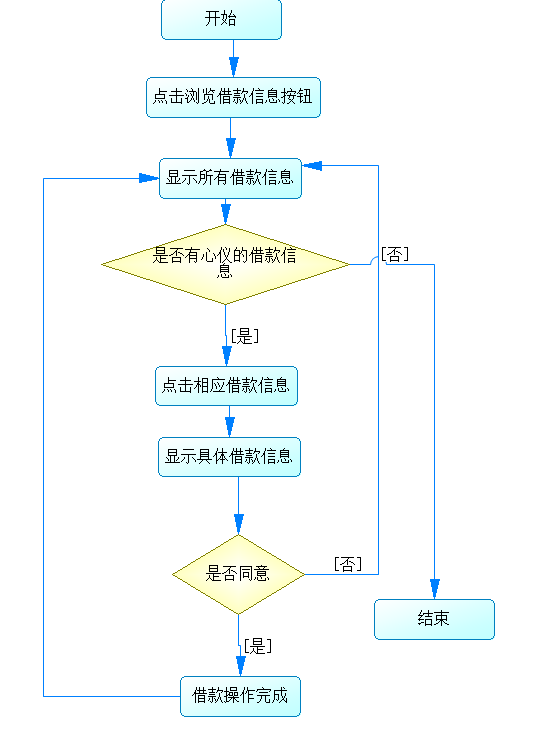 开始
点击浏览借款信息按钮
显示所有借款信息
是否有心仪的借款信
息
[否]
[是]
点击相应借款信息
显示具体借款信息
是否同意
[否]
结束
[是]
借款操作完成